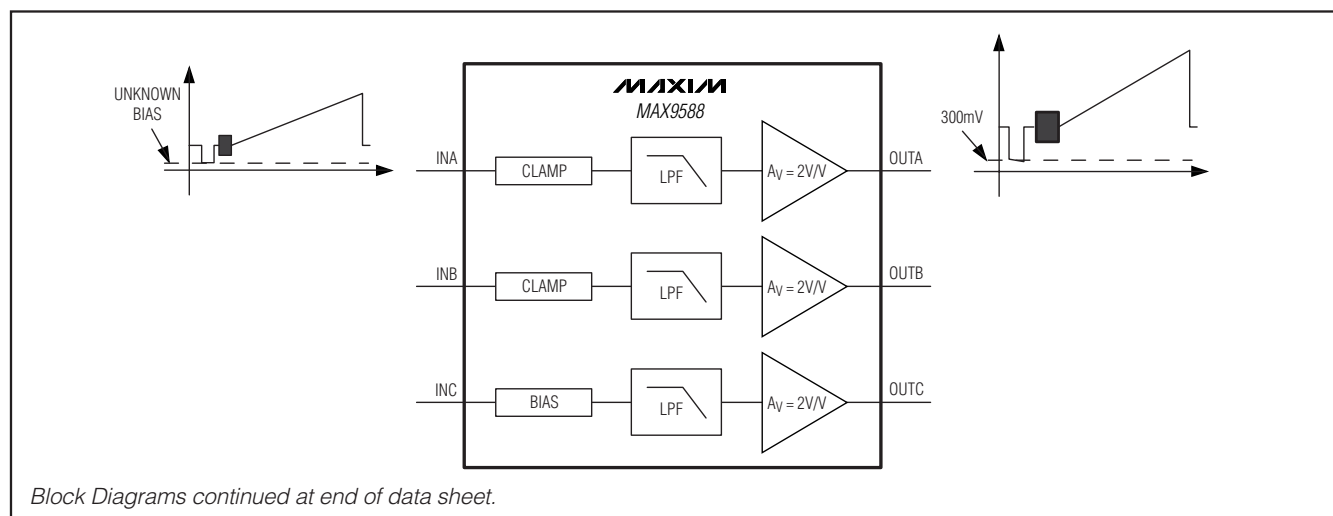 UNKNOWN
BIAS
MAXIM
MAX9588
INA
CLAMP
LPF
AV = 2V/V
OUTA
300mV
INB
CLAMP
LPF
AV = 2V/V
OUTB
INC
BIAS
LPF
AV = 2V/V
OUTC
Block Diagrams continued at end of data sheet.